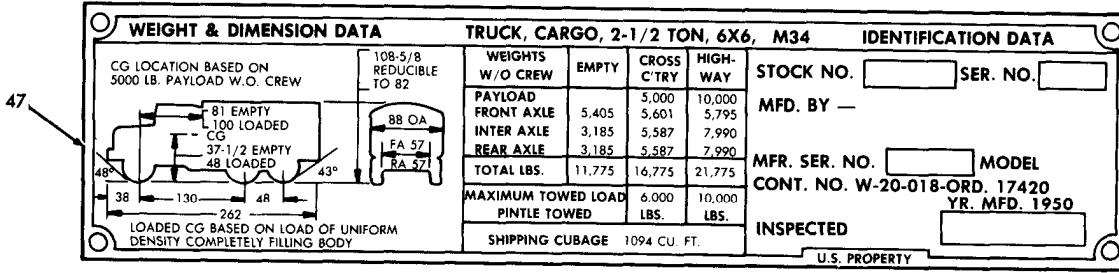 47
WEIGHT & DIMENSION DATA
CG LOCATION BASED ON
5000 LB. PAYLOAD W.O. CREW
108-5/8
REDUCIBLE
TO 82
81 EMPTY
100 LOADED
CG
37-1/2 EMPTY
48 LOADED
48°
43°
38
130
48
262
88 OA
FA 57
RA 57
LOADED CG BASED ON LOAD OF UNIFORM
DENSITY COMPLETELY FILLING BODY
TRUCK, CARGO, 2-1/2 TON, 6X6, M34
WEIGHTS W/O CREW EMPTY CROSS C'TRY HIGH-WAY
PAYLOAD 5,000 10,000
FRONT AXLE 5,405 5,601 5,795
INTER AXLE 3,185 5,587 7,990
REAR AXLE 3,185 5,587 7,990
TOTAL LBS. 11,775 16,775 21,775
MAXIMUM TOWED LOAD 6,000 10,000
PINTLE TOWED LBS. LBS.
SHIPPING CUBAGE 1094 CU. FT.
IDENTIFICATION DATA
STOCK NO. SER. NO.
MFD. BY —
MFR. SER. NO. MODEL
CONT. NO. W-20-018-ORD. 17420
YR. MFD. 1950
INSPECTED
U.S. PROPERTY